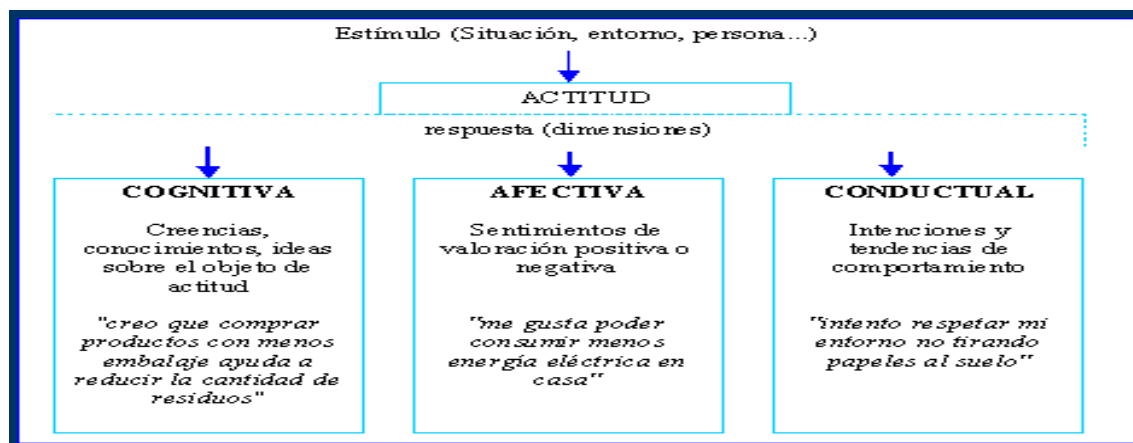 Estímulo (Situación, entorno, persona...)
ACTITUD
respuesta (dimensiones)
COGNITIVA
Creencias,
conocimientos, ideas
sobre el objeto de
actitud
"creo que comprar
productos con menos
embalaje ayuda a
reducir la cantidad de
residuos"
AFECTIVA
Sentimientos de
valoración positiva o
negativa
"me gusta poder
consumir menos
energía eléctrica en
casa"
CONDUCTUAL
Intenciones y
tendencias de
comportamiento
"intento respetar mi
entorno no tirando
papeles al suelo"